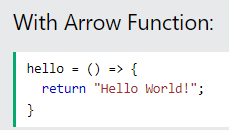 With Arrow Function:
hello = () => {
  return "Hello World!";
}